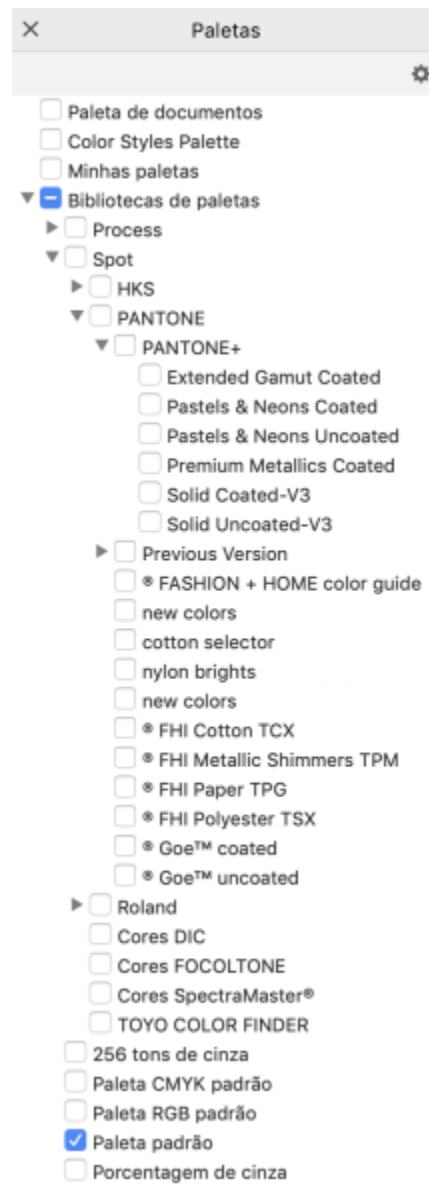 Paletas
Paleta de documentos
Color Styles Palette
Minhas paletas
Bibliotecas de paletas
Process
Spot
HKS
PANTONE
PANTONE+
Extended Gamut Coated
Pastels & Neons Coated
Pastels & Neons Uncoated
Premium Metallics Coated
Solid Coated-V3
Solid Uncoated-V3
Previous Version
® FASHION + HOME color guide
new colors
cotton selector
nylon brights
new colors
® FHI Cotton TCX
® FHI Metallic Shimmers TPM
® FHI Paper TPG
® FHI Polyester TSX
® Goe™ coated
® Goe™ uncoated
Roland
Cores DIC
Cores FOCOLTONE
Cores SpectraMaster®
TOYO COLOR FINDER
256 tons de cinza
Paleta CMYK padrão
Paleta RGB padrão
Paleta padrão
Porcentagem de cinza